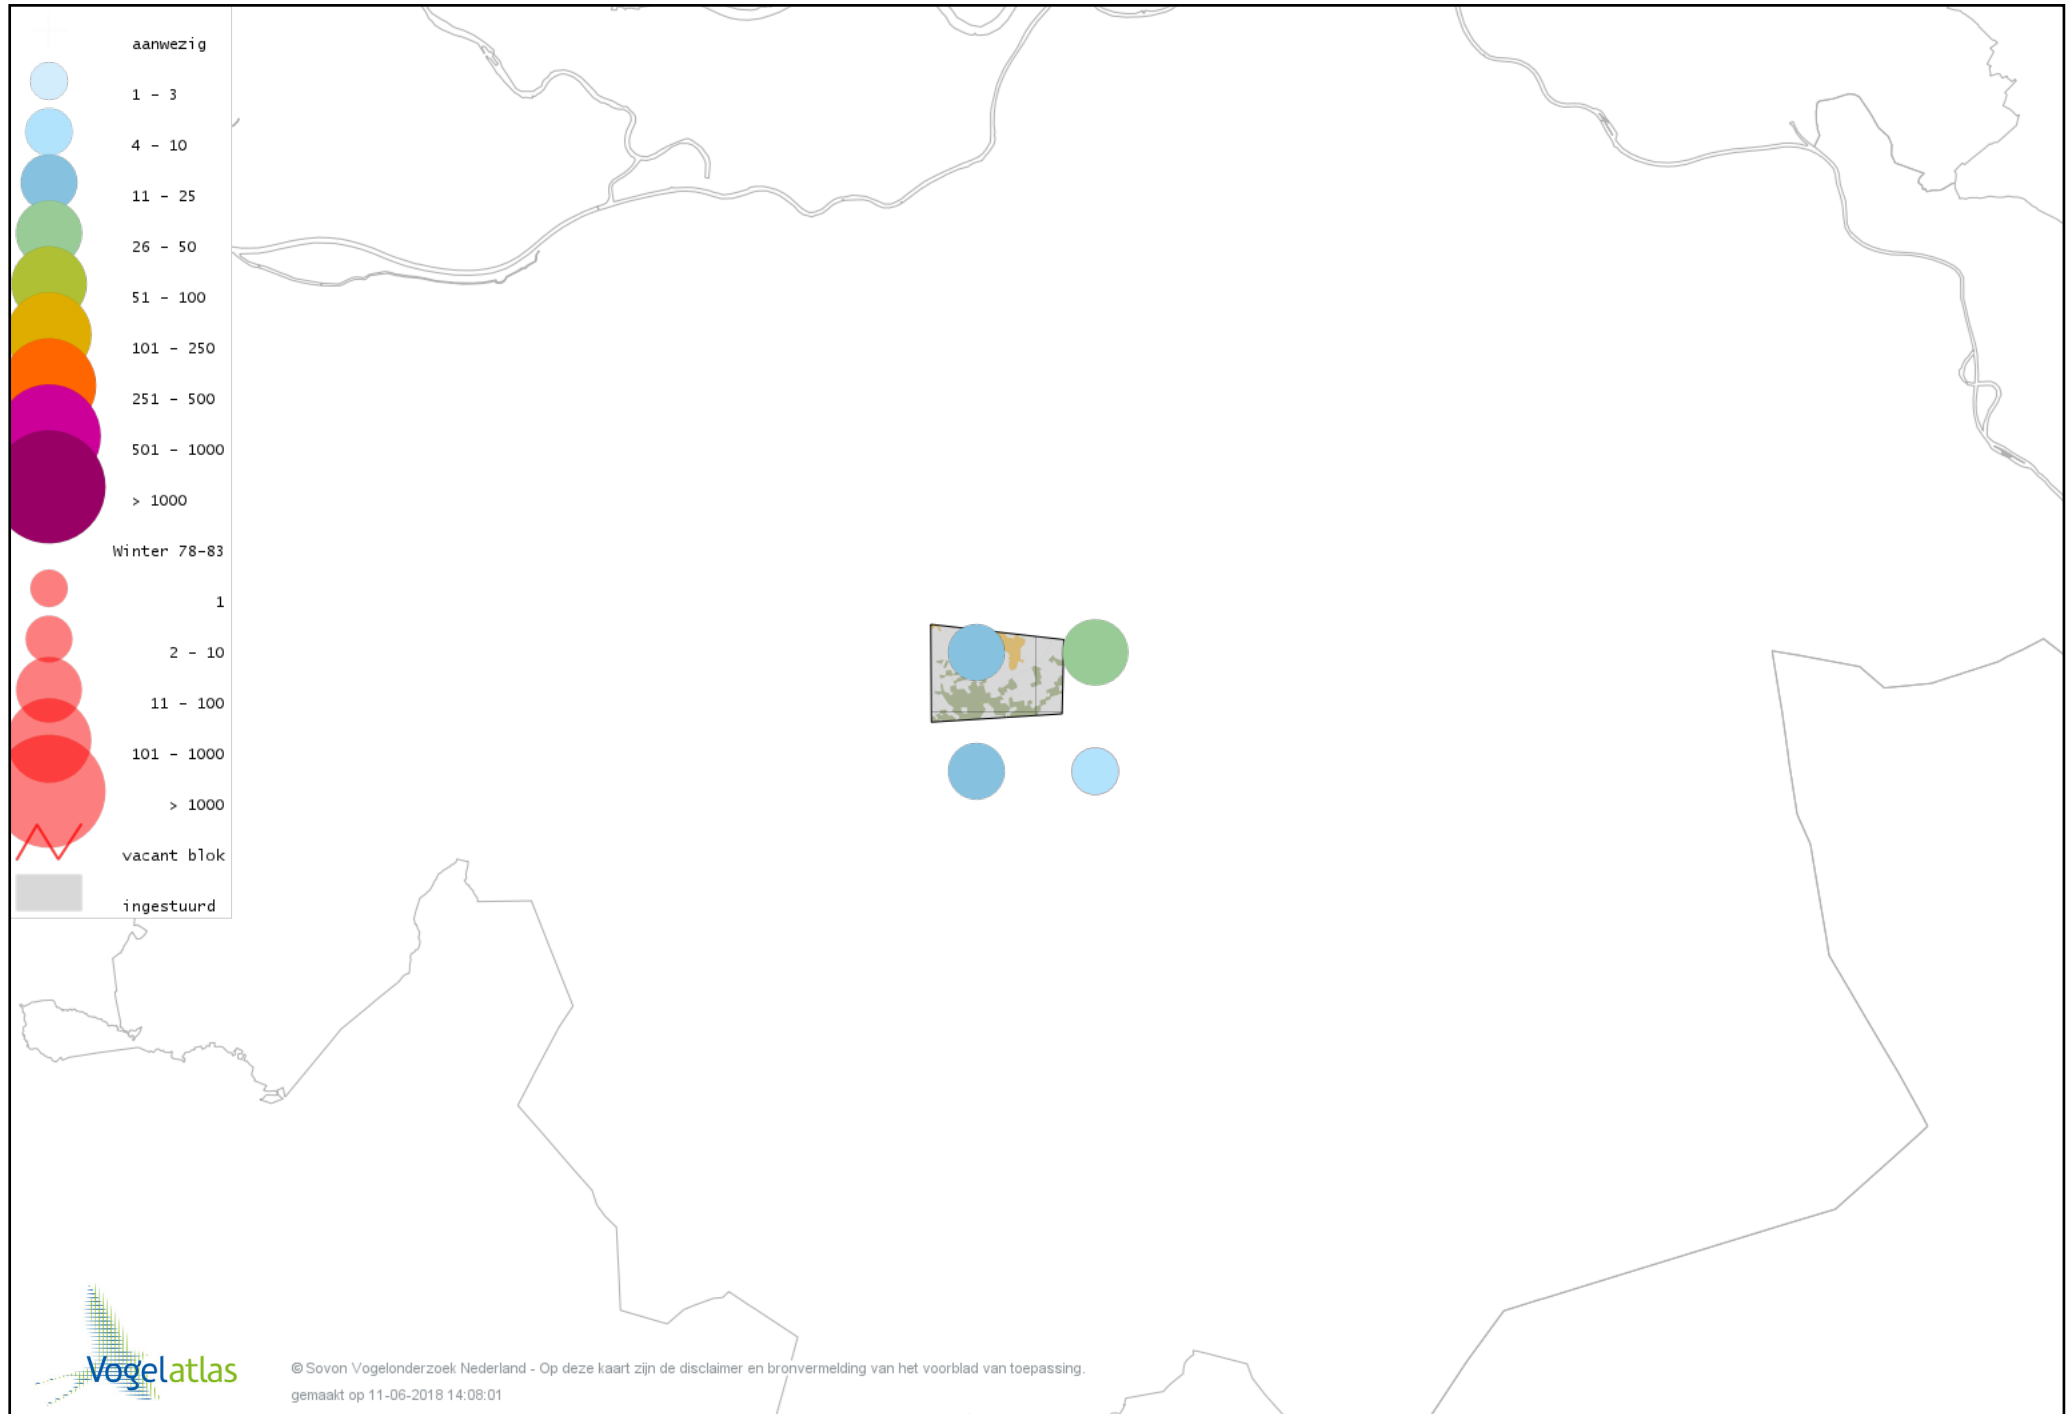 aanwezig
1 - 3
4 - 10
11 - 25
26 - 50
51 - 100
101 - 250
251 - 500
501 - 1000
> 1000
Winter 78-83
1
2 - 10
11 - 100
101 - 1000
> 1000
vacant blok
ingestuurd
Vogelatlas
© Sovon Vogelonderzoek Nederland - Op deze kaart zijn de disclaimer en bronvermelding van het voorblad van toepassing.
gemaakt op 11-06-2018 14:08:01